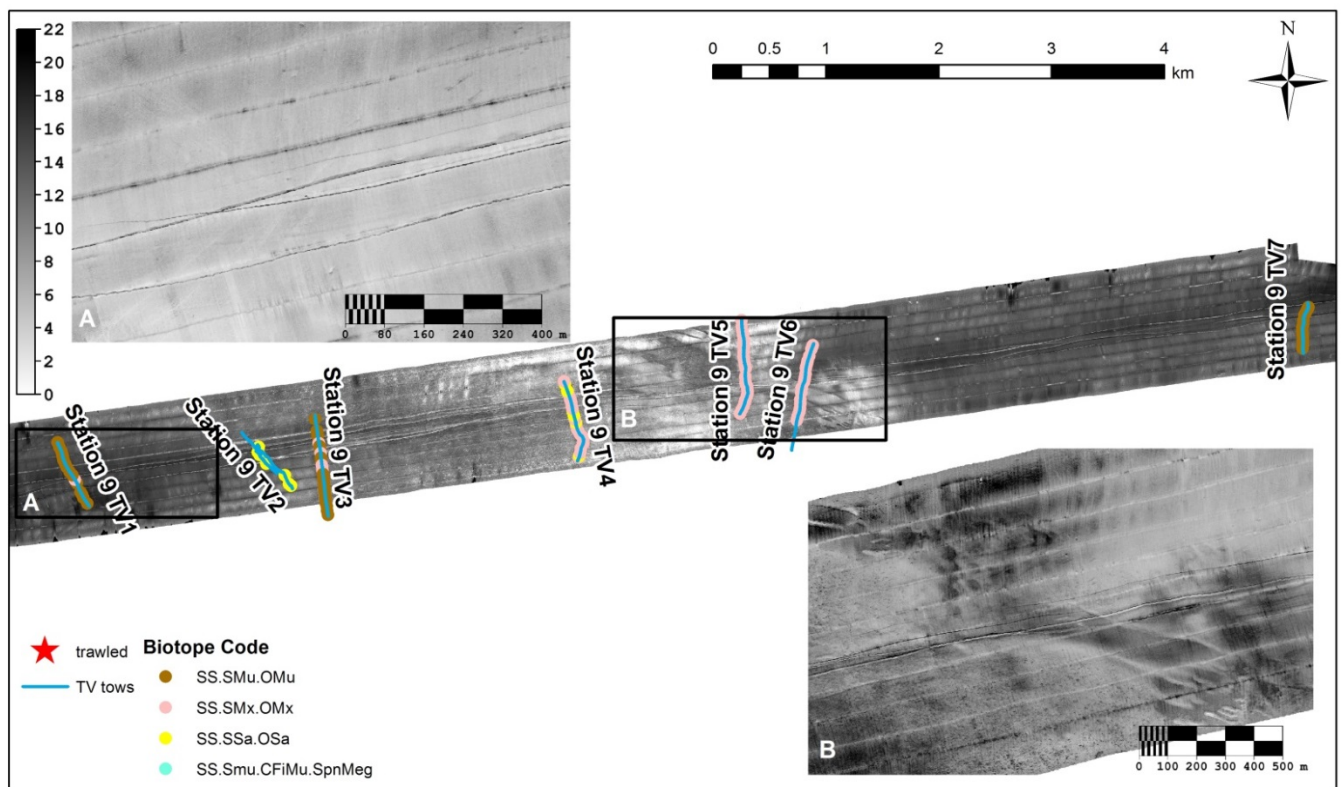 22
20
18
16
14
12
10
8
6
4
2
0
A
0 80 160 240 320 400 m
0 0.5 1 2 3 4
km
N
Station 9 TV1
Station 9 TV2
Station 9 TV3
Station 9 TV4
Station 9 TV5
Station 9 TV6
Station 9 TV7
A
B
trawled
TV tows
Biotope Code
SS.SMu.OMu
SS.SMx.OMx
SS.SSa.OSa
SS.Smu.CFiMu.SpnMeg
B
0 100 200 300 400 500 m